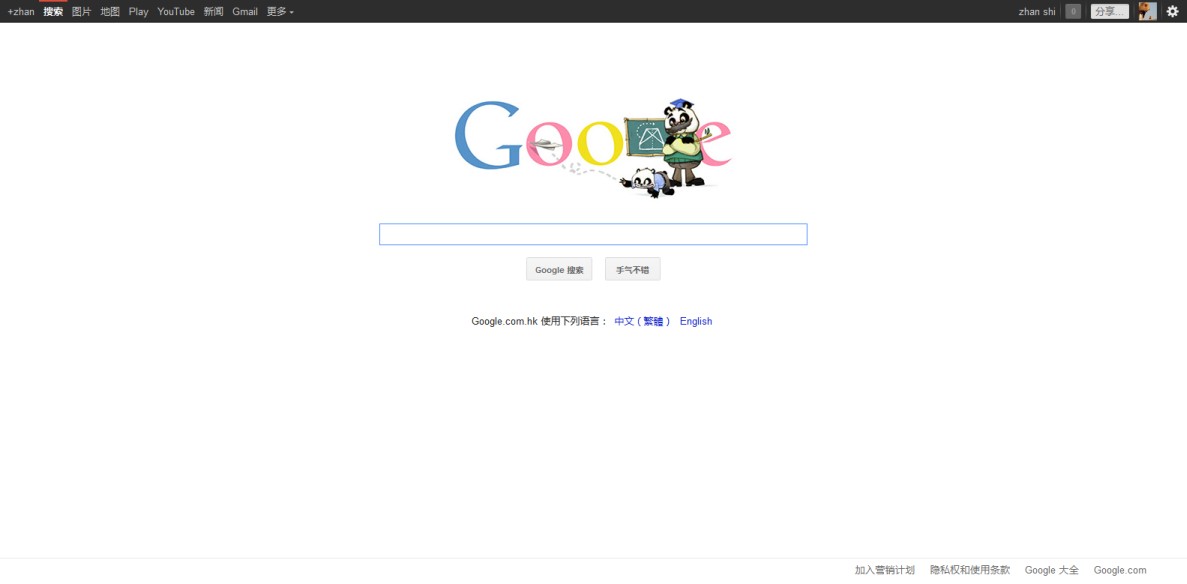 +zhan 搜索 图片 地图 Play YouTube 新闻 Gmail 更多 zhan shi 0 分享...
Google
Google 搜索 手气不错
Google.com.hk 使用下列语言： 中文（繁體） English
加入营销计划 隐私权和使用条款 Google 大全 Google.com